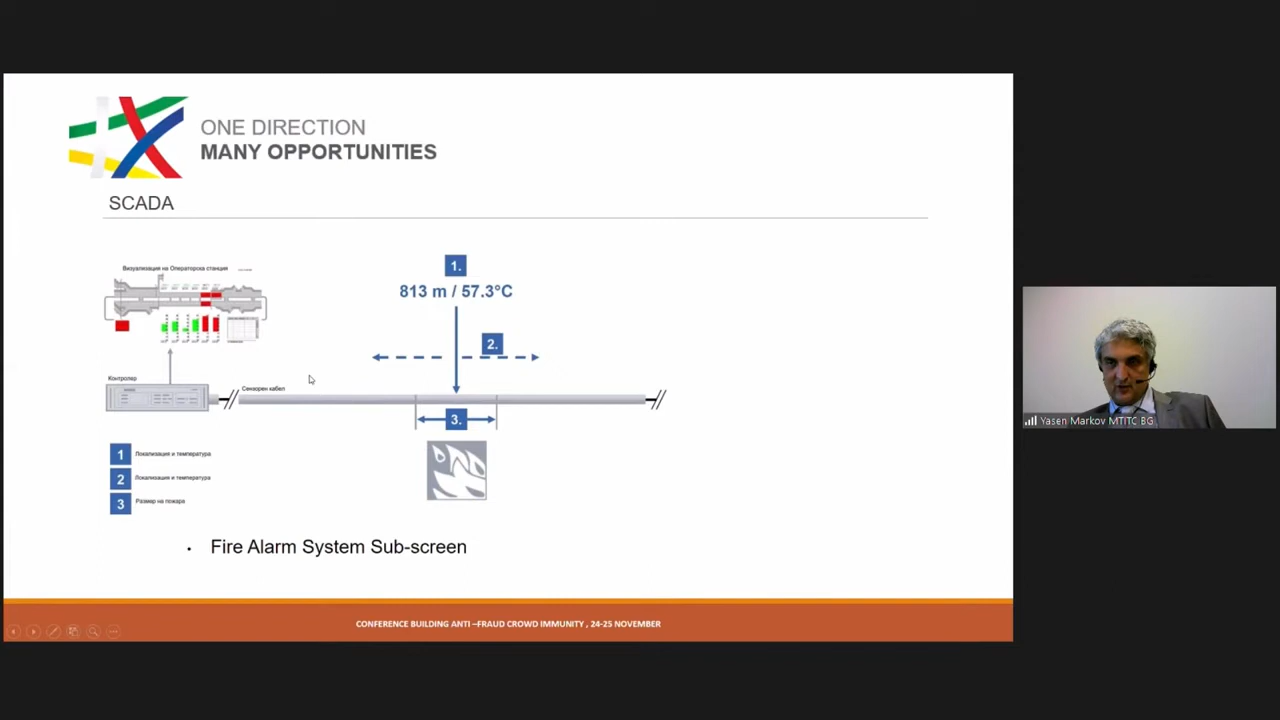 ONE DIRECTION
MANY OPPORTUNITIES
SCADA
Визуализация на Операторска станция
1.
813 m / 57.3°C
2.
Контролер
Сензорен кабел
3.
1 Локализация и температура
2 Локализация и температура
3 Размер на пожара
• Fire Alarm System Sub-screen
CONFERENCE BUILDING ANTI –FRAUD CROWD IMMUNITY , 24-25 NOVEMBER
Yasen Markov MTITC BG